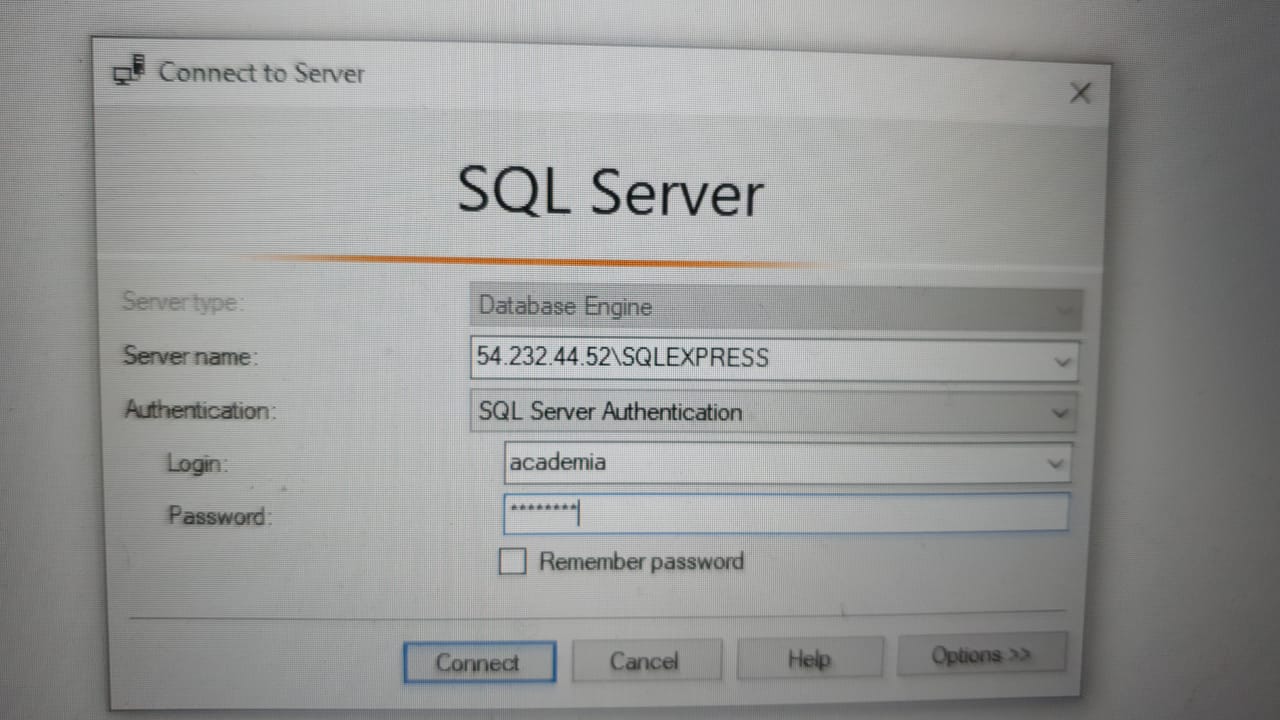 Connect to Server
SQL Server
Server type: Database Engine
Server name: 54.232.44.52\SQLEXPRESS
Authentication: SQL Server Authentication
Login: academia
Password: ********
Remember password
Connect Cancel Help Options >>